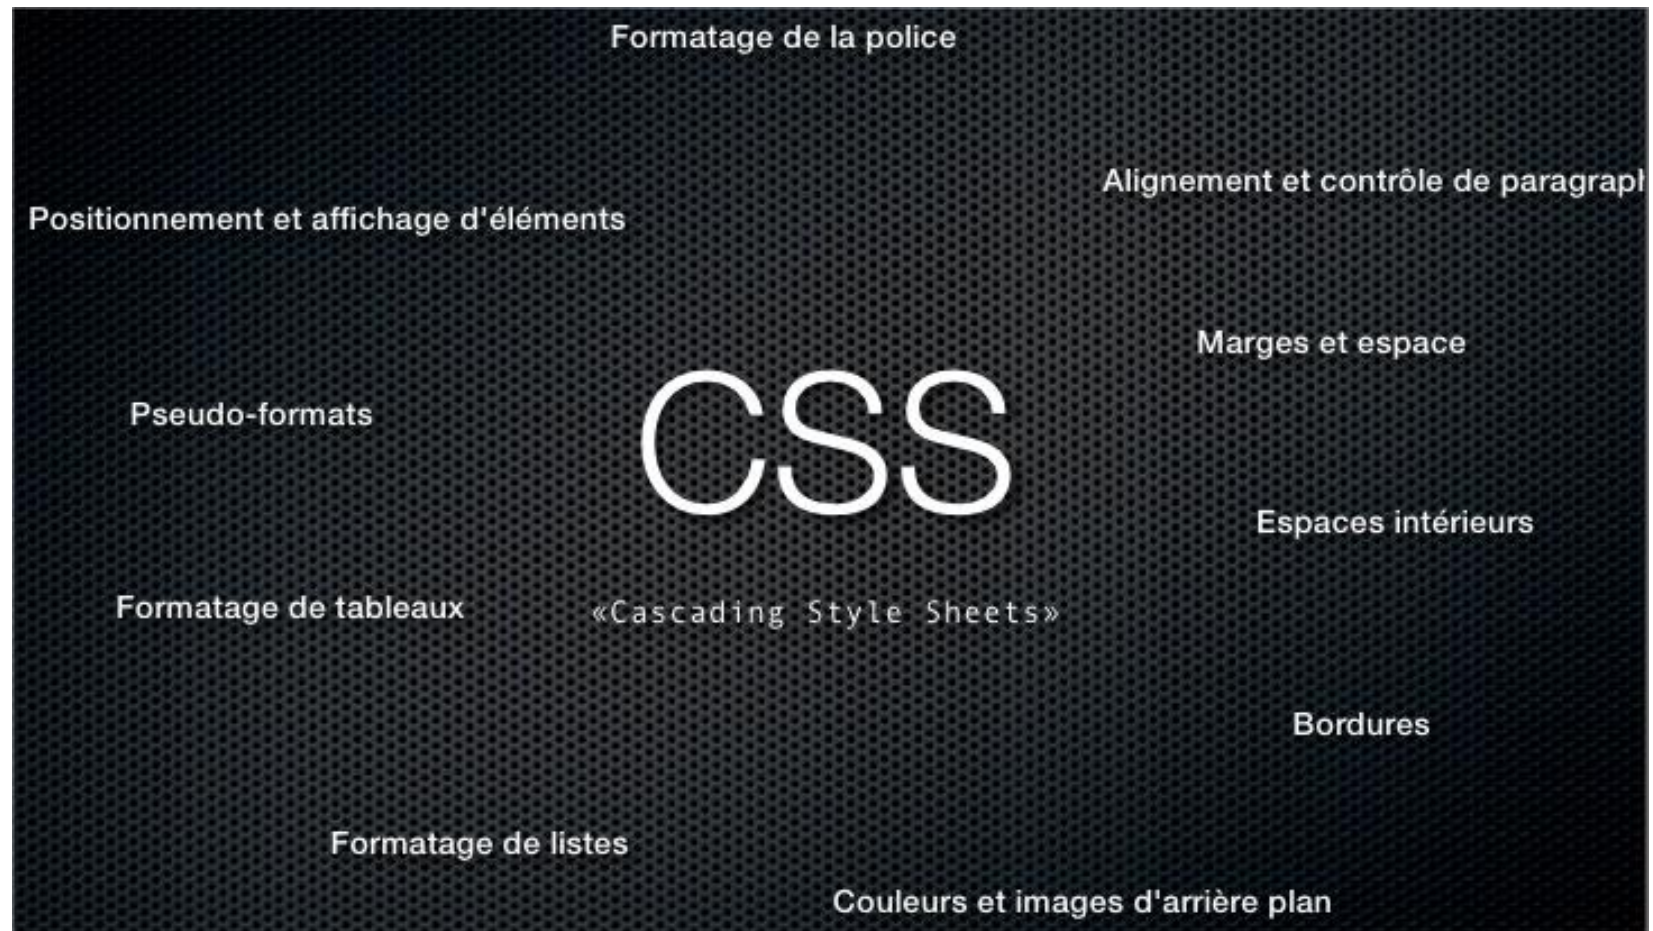 Formatage de la police
Alignement et contrôle de
Positionnement et affichage d'éléments
Marges et espace
Pseudo-formats
CSS
Espaces intérieurs
Formatage de tableaux
«Cascading Style Sheets»
Bordures
Formatage de listes
Couleurs et images d'arrière plan